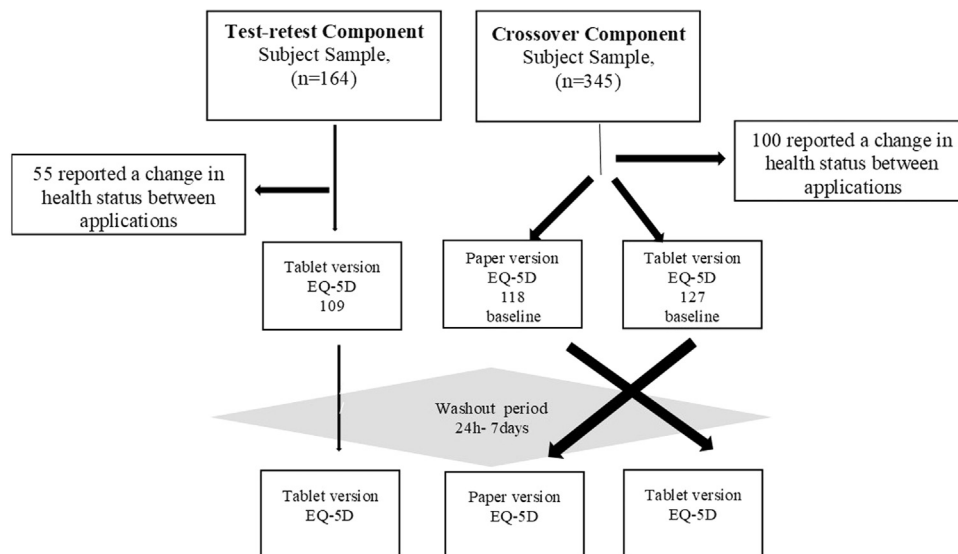 Test-retest Component
Subject Sample,
(n=164)
Crossover Component
Subject Sample,
(n=345)
55 reported a change in
health status between
applications
100 reported a change in
health status between
applications
Tablet version
EQ-5D
109
Paper version
EQ-5D
118
baseline
Tablet version
EQ-5D
127
baseline
Washout period
24h- 7days
Tablet version
EQ-5D
Paper version
EQ-5D
Tablet version
EQ-5D